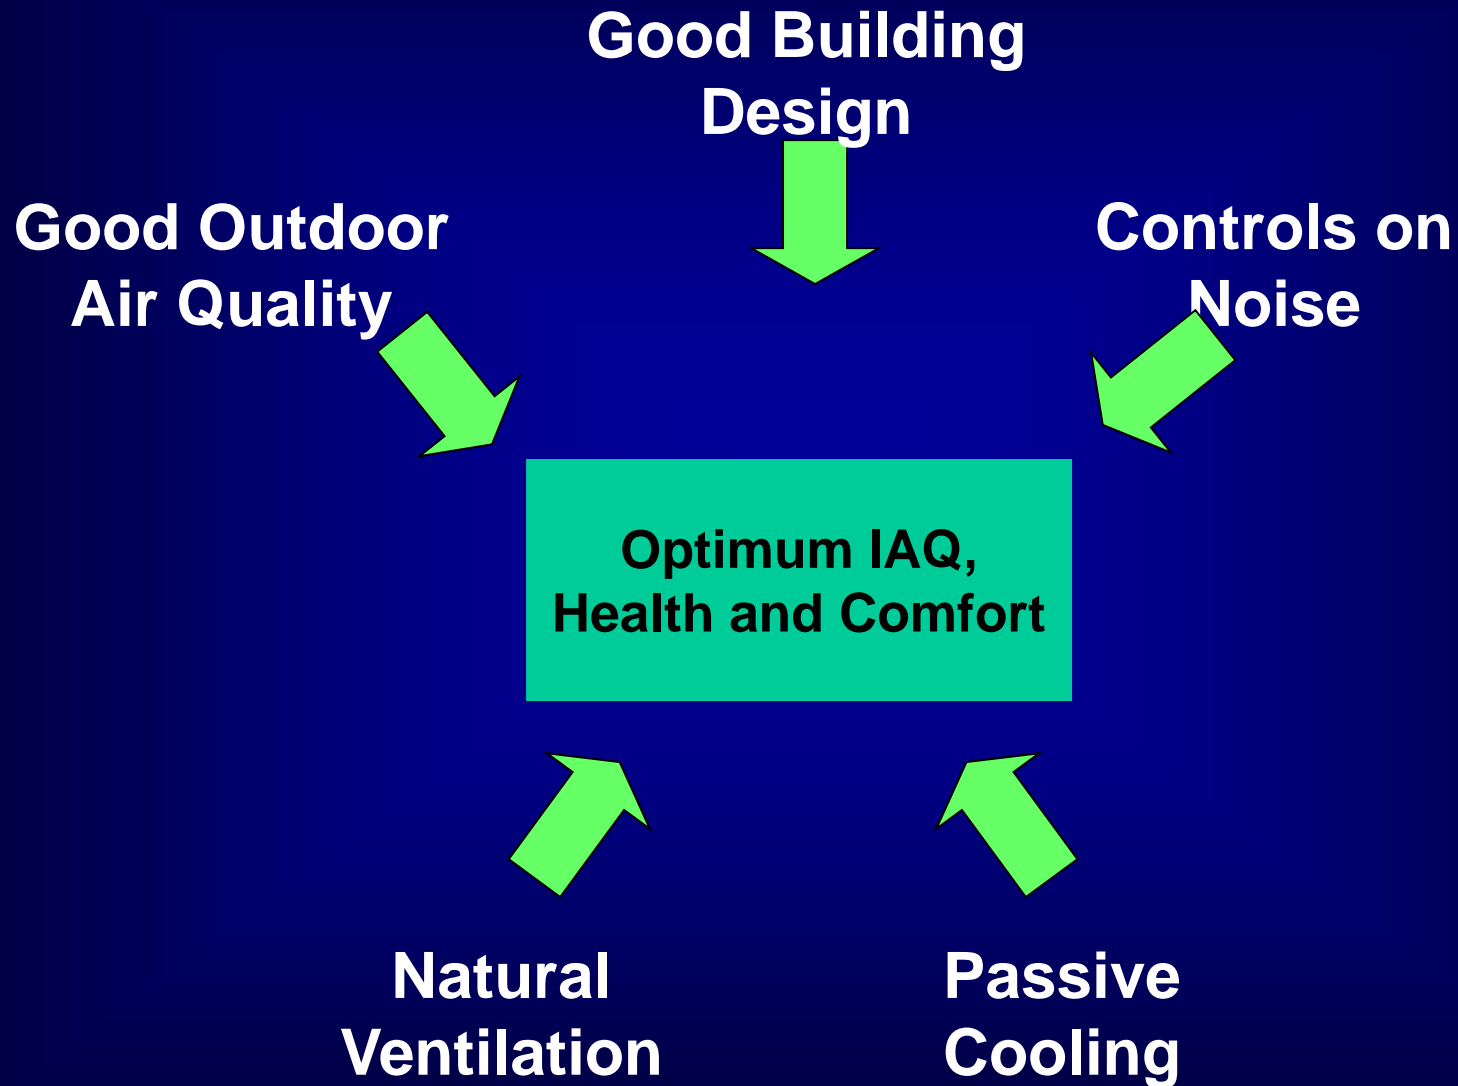 Good Building
Design
Good Outdoor
Air Quality
Controls on
Noise
Optimum IAQ,
Health and Comfort
Natural
Ventilation
Passive
Cooling